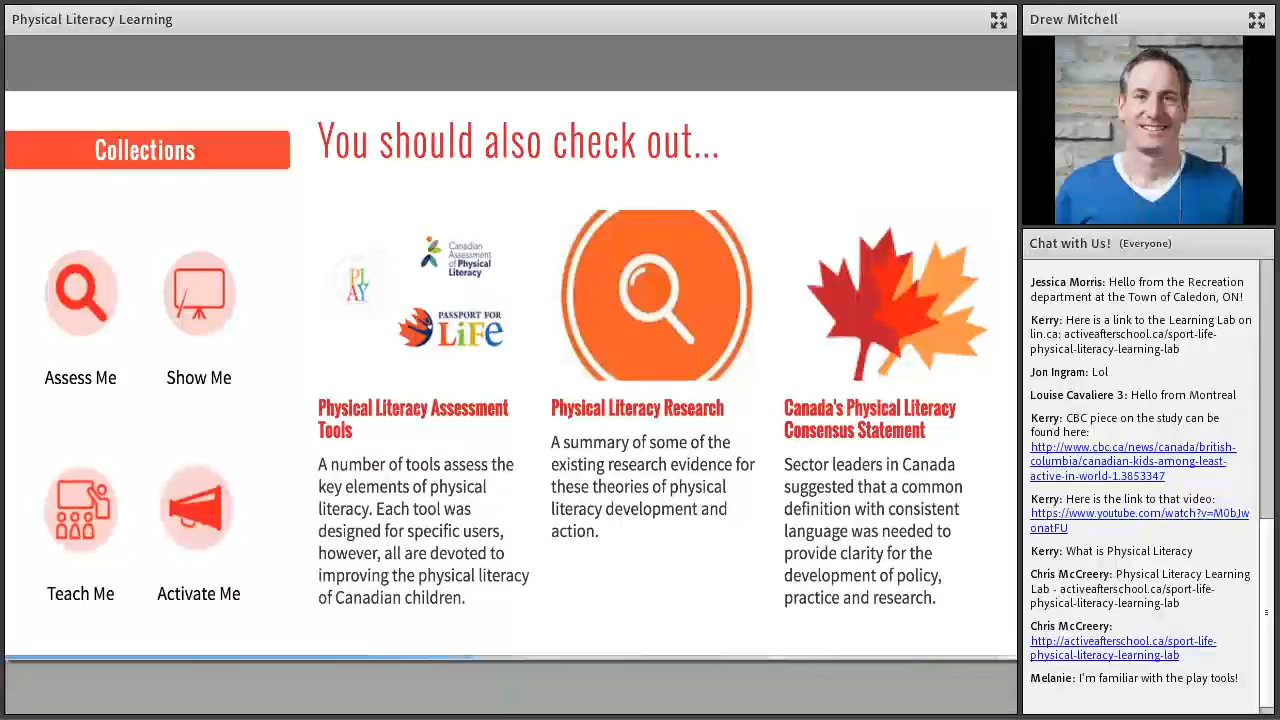 Physical Literacy Learning
Collections
Assess Me
Show Me
Teach Me
Activate Me
You should also check out...
PL
AY
Canadian
Assessment
of Physical
Literacy
PASSPORT FOR
LiFE
Physical Literacy Assessment
Tools
A number of tools assess the
key elements of physical
literacy. Each tool was
designed for specific users,
however, all are devoted to
improving the physical literacy
of Canadian children.
Physical Literacy Research
A summary of some of the
existing research evidence for
these theories of physical
literacy development and
action.
Canada's Physical Literacy
Consensus Statement
Sector leaders in Canada
suggested that a common
definition with consistent
language was needed to
provide clarity for the
development of policy,
practice and research.
Drew Mitchell
Chat with Us! (Everyone)
Jessica Morris: Hello from the Recreation
department at the Town of Caledon, ON!
Kerry: Here is a link to the Learning Lab on
lin.ca: activeafterschool.ca/sport-life-
physical-literacy-learning-lab
Jon Ingram: Lol
Louise Cavaliere 3: Hello from Montreal
Kerry: CBC piece on the study can be
found here:
http://www.cbc.ca/news/canada/british-
columbia/canadian-kids-among-least-
active-in-world-1.3853347
Kerry: Here is the link to that video:
https://www.youtube.com/watch?v=M0bJw
onatFU
Kerry: What is Physical Literacy
Chris McCreery: Physical Literacy Learning
Lab - activeafterschool.ca/sport-life-
physical-literacy-learning-lab
Chris McCreery:
http://activeafterschool.ca/sport-life-
physical-literacy-learning-lab
Melanie: I'm familiar with the play tools!